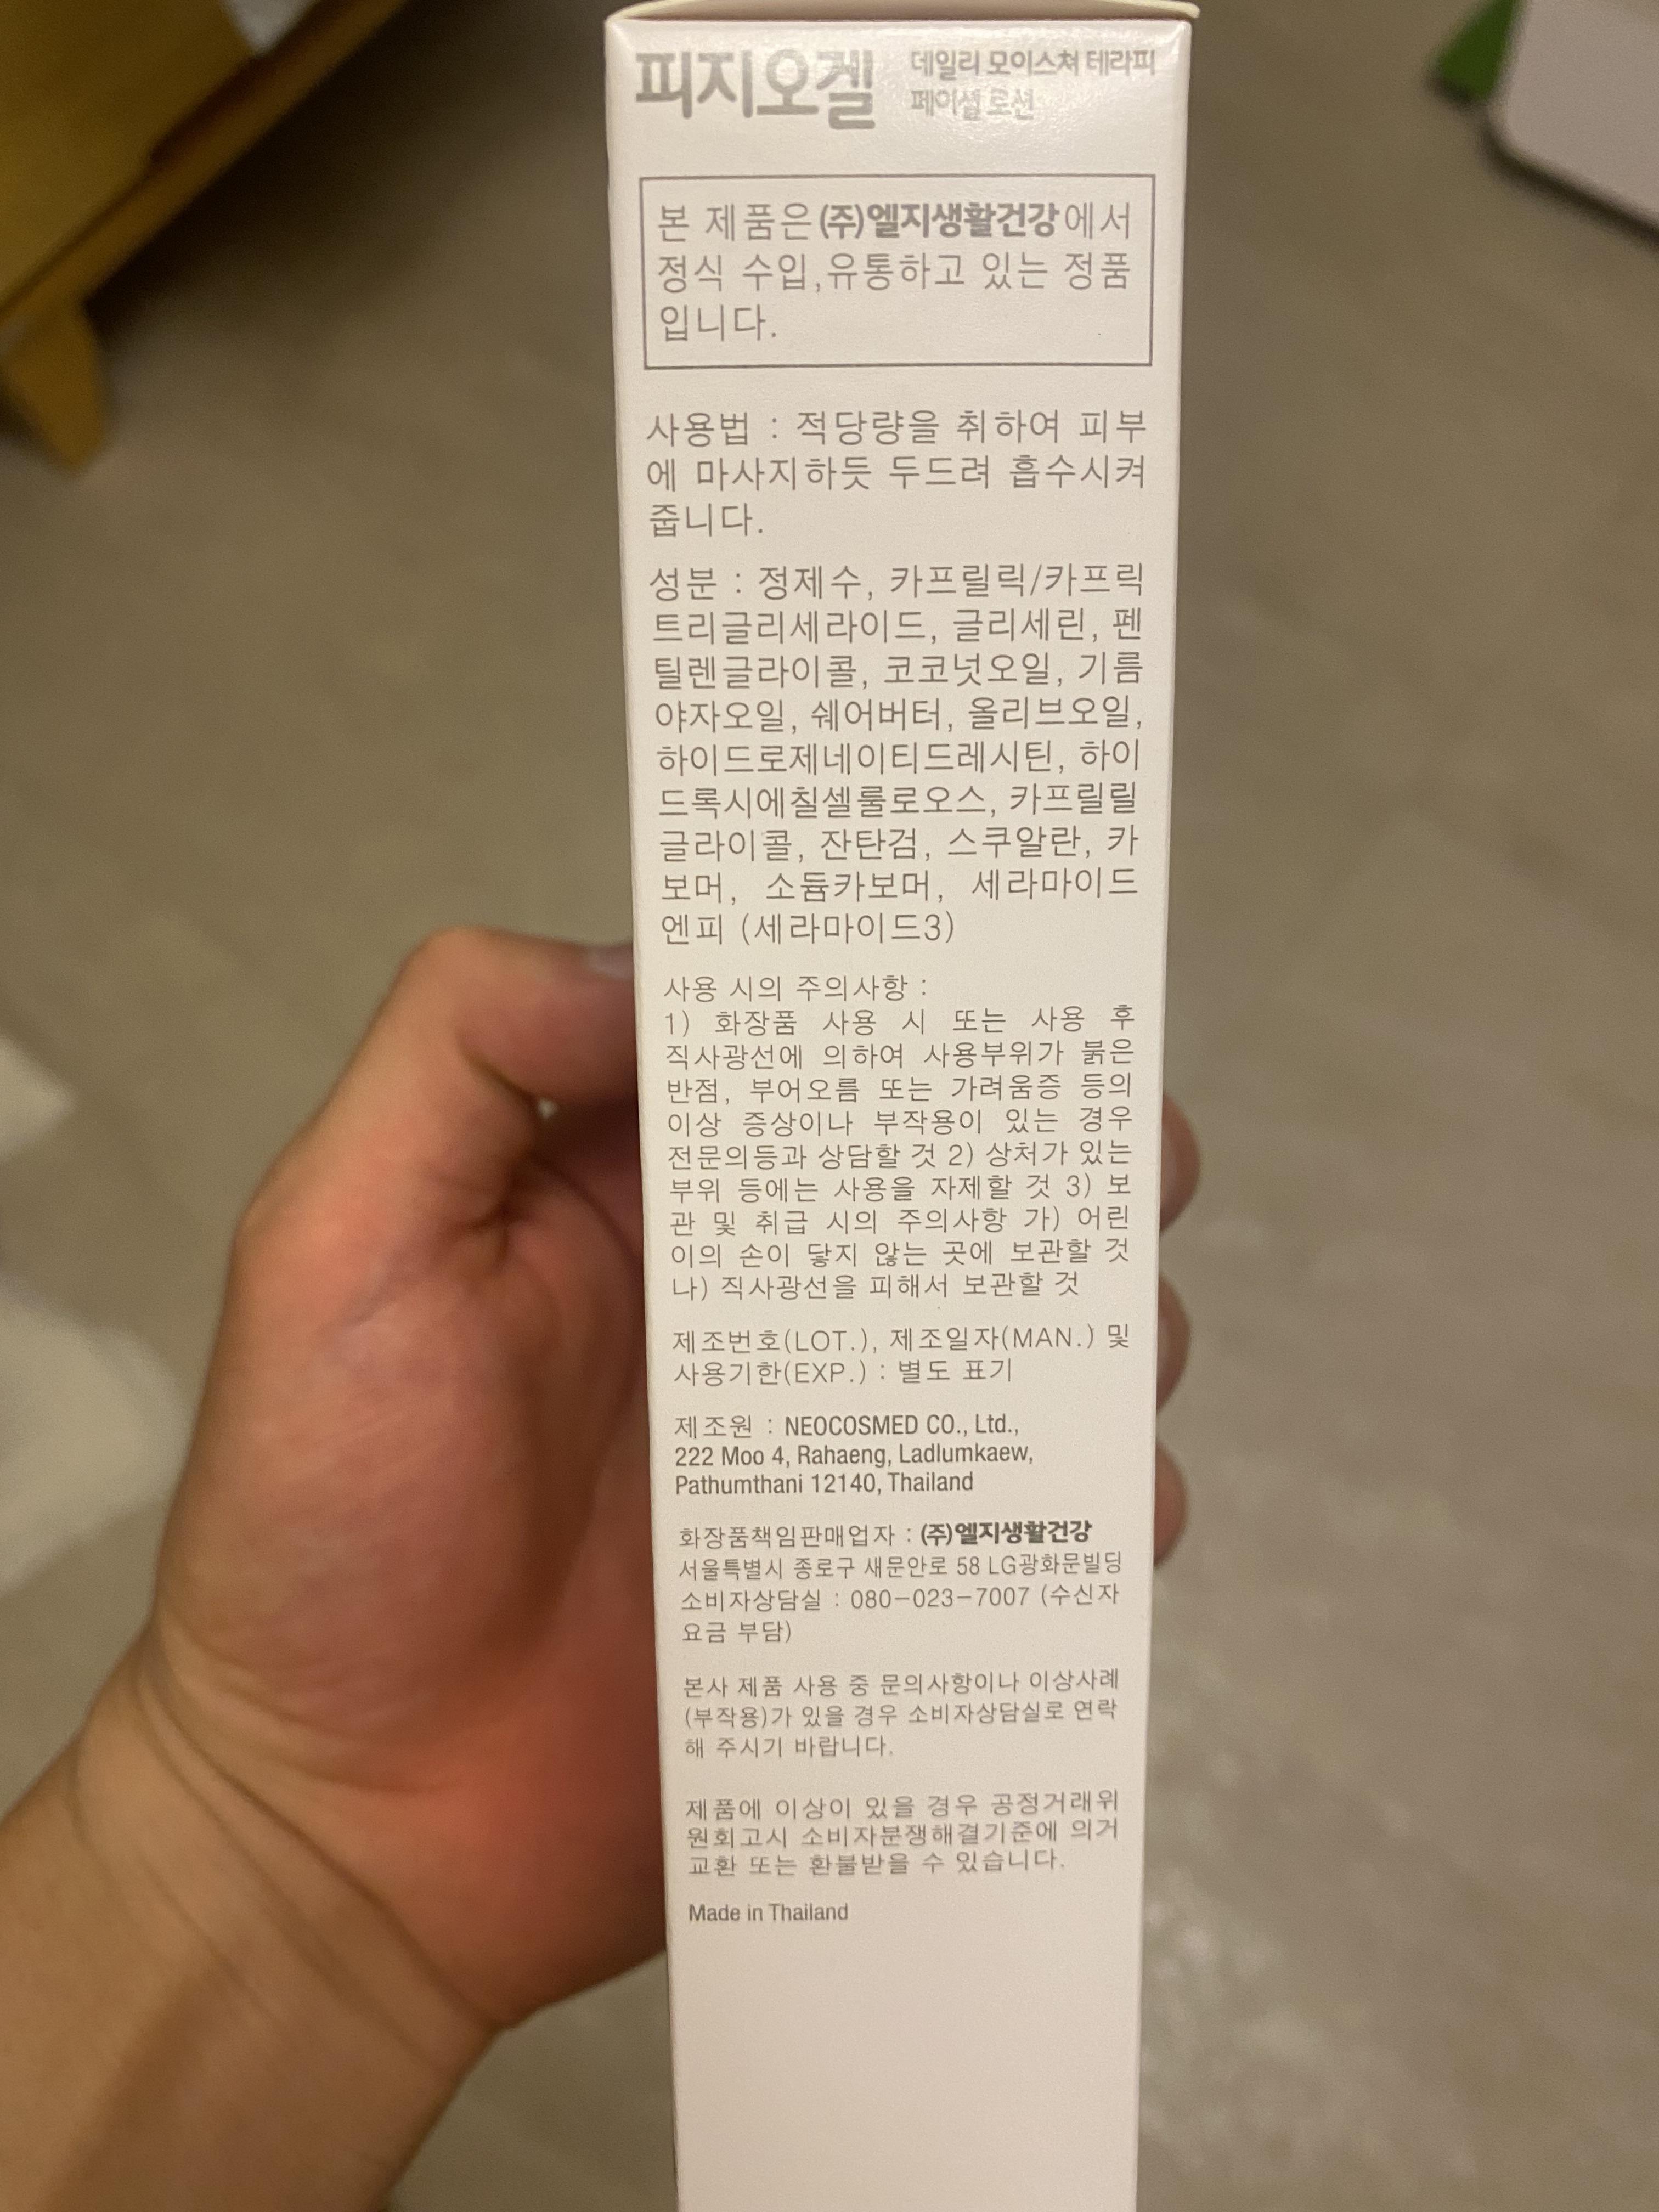 피지오겔 데일리 모이스쳐 테라피
페이셜 로션
본 제품은 (주)엘지생활건강에서
정식 수입,유통하고 있는 정품
입니다.
사용법 : 적당량을 취하여 피부
에 마사지하듯 두드려 흡수시켜
줍니다.
성분 : 정제수, 카프릴릭/카프릭
트리글리세라이드, 글리세린, 펜
틸렌글라이콜, 코코넛오일, 기름
야자오일, 쉐어버터, 올리브오일,
하이드로제네이티드레시틴, 하이
드록시에칠셀룰로오스, 카프릴릴
글라이콜, 잔탄검, 스쿠알란, 카
보머, 소듐카보머, 세라마이드
엔피 (세라마이드3)
사용 시의 주의사항 :
1) 화장품 사용 시 또는 사용 후
직사광선에 의하여 사용부위가 붉은
반점, 부어오름 또는 가려움증 등의
이상 증상이나 부작용이 있는 경우
전문의등과 상담할 것 2) 상처가 있는
부위 등에는 사용을 자제할 것 3) 보
관 및 취급 시의 주의사항 가) 어린
이의 손이 닿지 않는 곳에 보관할 것
나) 직사광선을 피해서 보관할 것
제조번호(LOT.), 제조일자(MAN.) 및
사용기한(EXP.) : 별도 표기
제조원 : NEOCOSMED CO., Ltd.,
222 Moo 4, Rahaeng, Ladlumkaew,
Pathumthani 12140, Thailand
화장품책임판매업자 : (주)엘지생활건강
서울특별시 종로구 새문안로 58 LG광화문빌딩
소비자상담실 : 080-023-7007 (수신자
요금 부담)
본사 제품 사용 중 문의사항이나 이상사례
(부작용)가 있을 경우 소비자상담실로 연락
해 주시기 바랍니다.
제품에 이상이 있을 경우 공정거래위
원회고시 소비자분쟁해결기준에 의거
교환 또는 환불받을 수 있습니다.
Made in Thailand